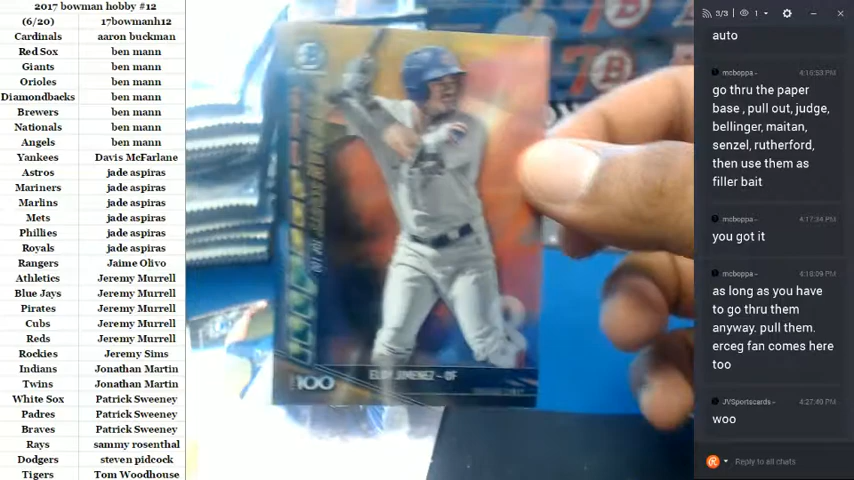 2017 bowman hobby #12
(6/20) 17bowmanh12
Cardinals aaron buckman
Red Sox ben mann
Giants ben mann
Orioles ben mann
Diamondbacks ben mann
Brewers ben mann
Nationals ben mann
Angels ben mann
Yankees Davis McFarlane
Astros jade aspiras
Mariners jade aspiras
Marlins jade aspiras
Mets jade aspiras
Phillies jade aspiras
Royals jade aspiras
Rangers Jaime Olivo
Athletics Jeremy Murrell
Blue Jays Jeremy Murrell
Pirates Jeremy Murrell
Cubs Jeremy Murrell
Reds Jeremy Murrell
Rockies Jeremy Sims
Indians Jonathan Martin
Twins Jonathan Martin
White Sox Patrick Sweeney
Padres Patrick Sweeney
Braves Patrick Sweeney
Rays sammy rosenthal
Dodgers steven pidcock
Tigers Tom Woodhouse
ELOY JIMENEZ - OF
100
3/3 1
auto
mcboppa- 4:16:53 PM
go thru the paper
base , pull out, judge,
bellinger, maitan,
senzel, rutherford,
then use them as
filler bait
mcboppa- 4:17:34 PM
you got it
mcboppa- 4:18:09 PM
as long as you have
to go thru them
anyway. pull them.
erceg fan comes here
too
JVSportscards- 4:27:49 PM
woo
Reply to all chats